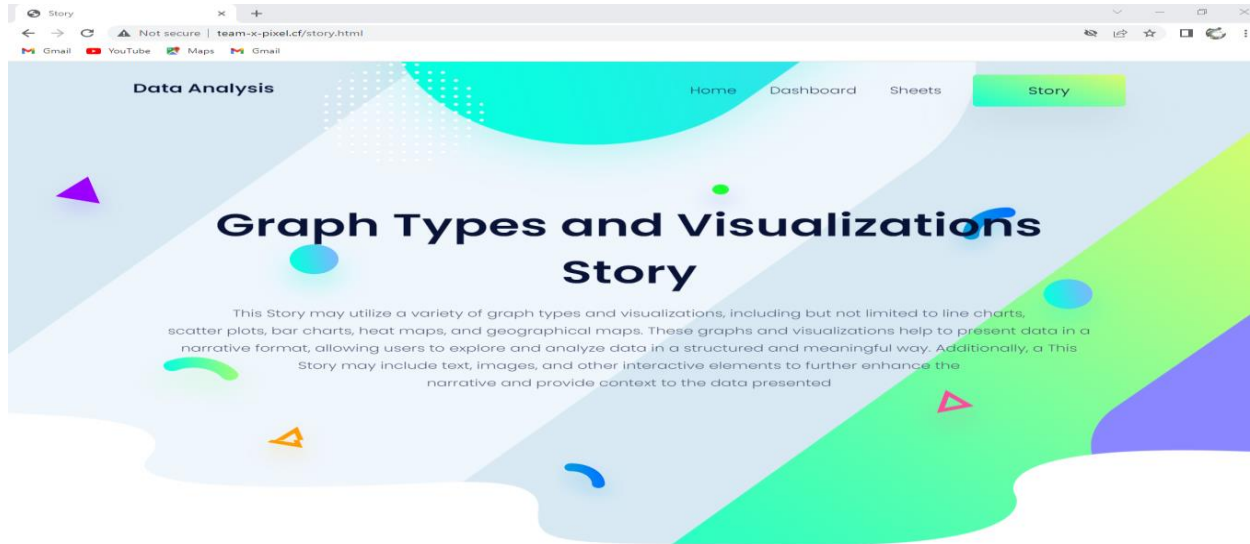 Story
Not secure | team-x-pixel.cf/story.html
Gmail YouTube Maps Gmail
Data Analysis Home Dashboard Sheets Story
Graph Types and Visualizations
Story
This Story may utilize a variety of graph types and visualizations, including but not limited to line charts,
scatter plots, bar charts, heat maps, and geographical maps. These graphs and visualizations help to present data in a
narrative format, allowing users to explore and analyze data in a structured and meaningful way. Additionally, a This
Story may include text, images, and other interactive elements to further enhance the
narrative and provide context to the data presented